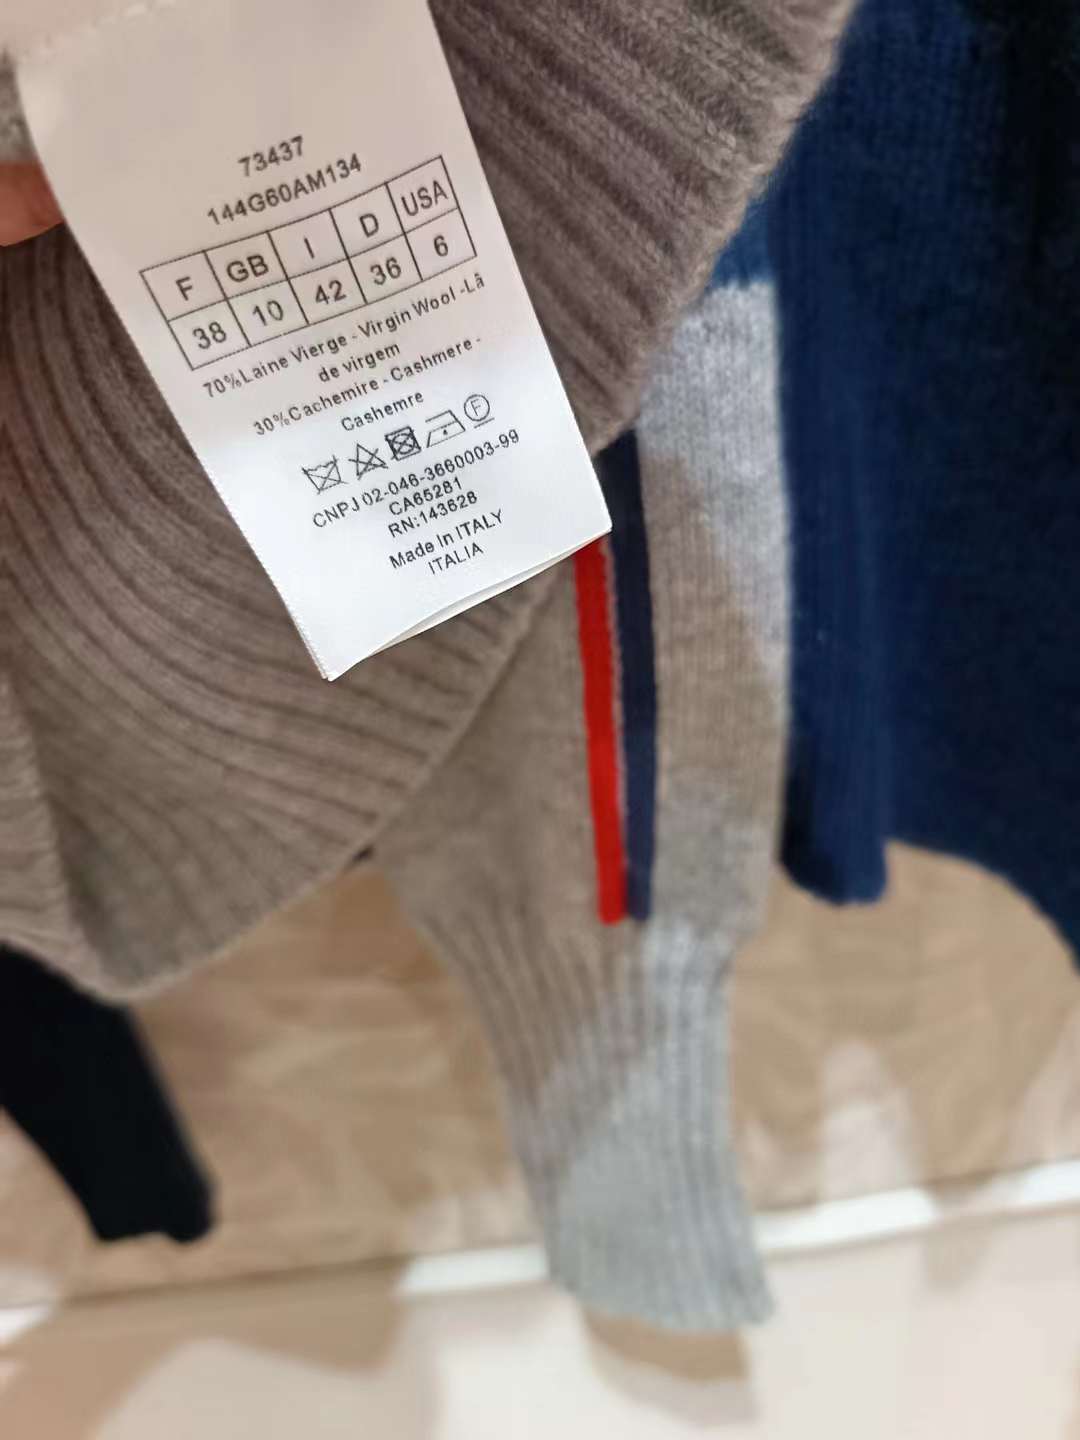 73437
144G60AM134
F GB I D USA
38 10 42 36 6
70%Laine Vierge - Virgin Wool -Lã
de virgem
30%Cachemire - Cashmere -
Cashemre
F
CNPJ 02-046-3660003-99
CA65281
RN:143628
Made In ITALY
ITALIA